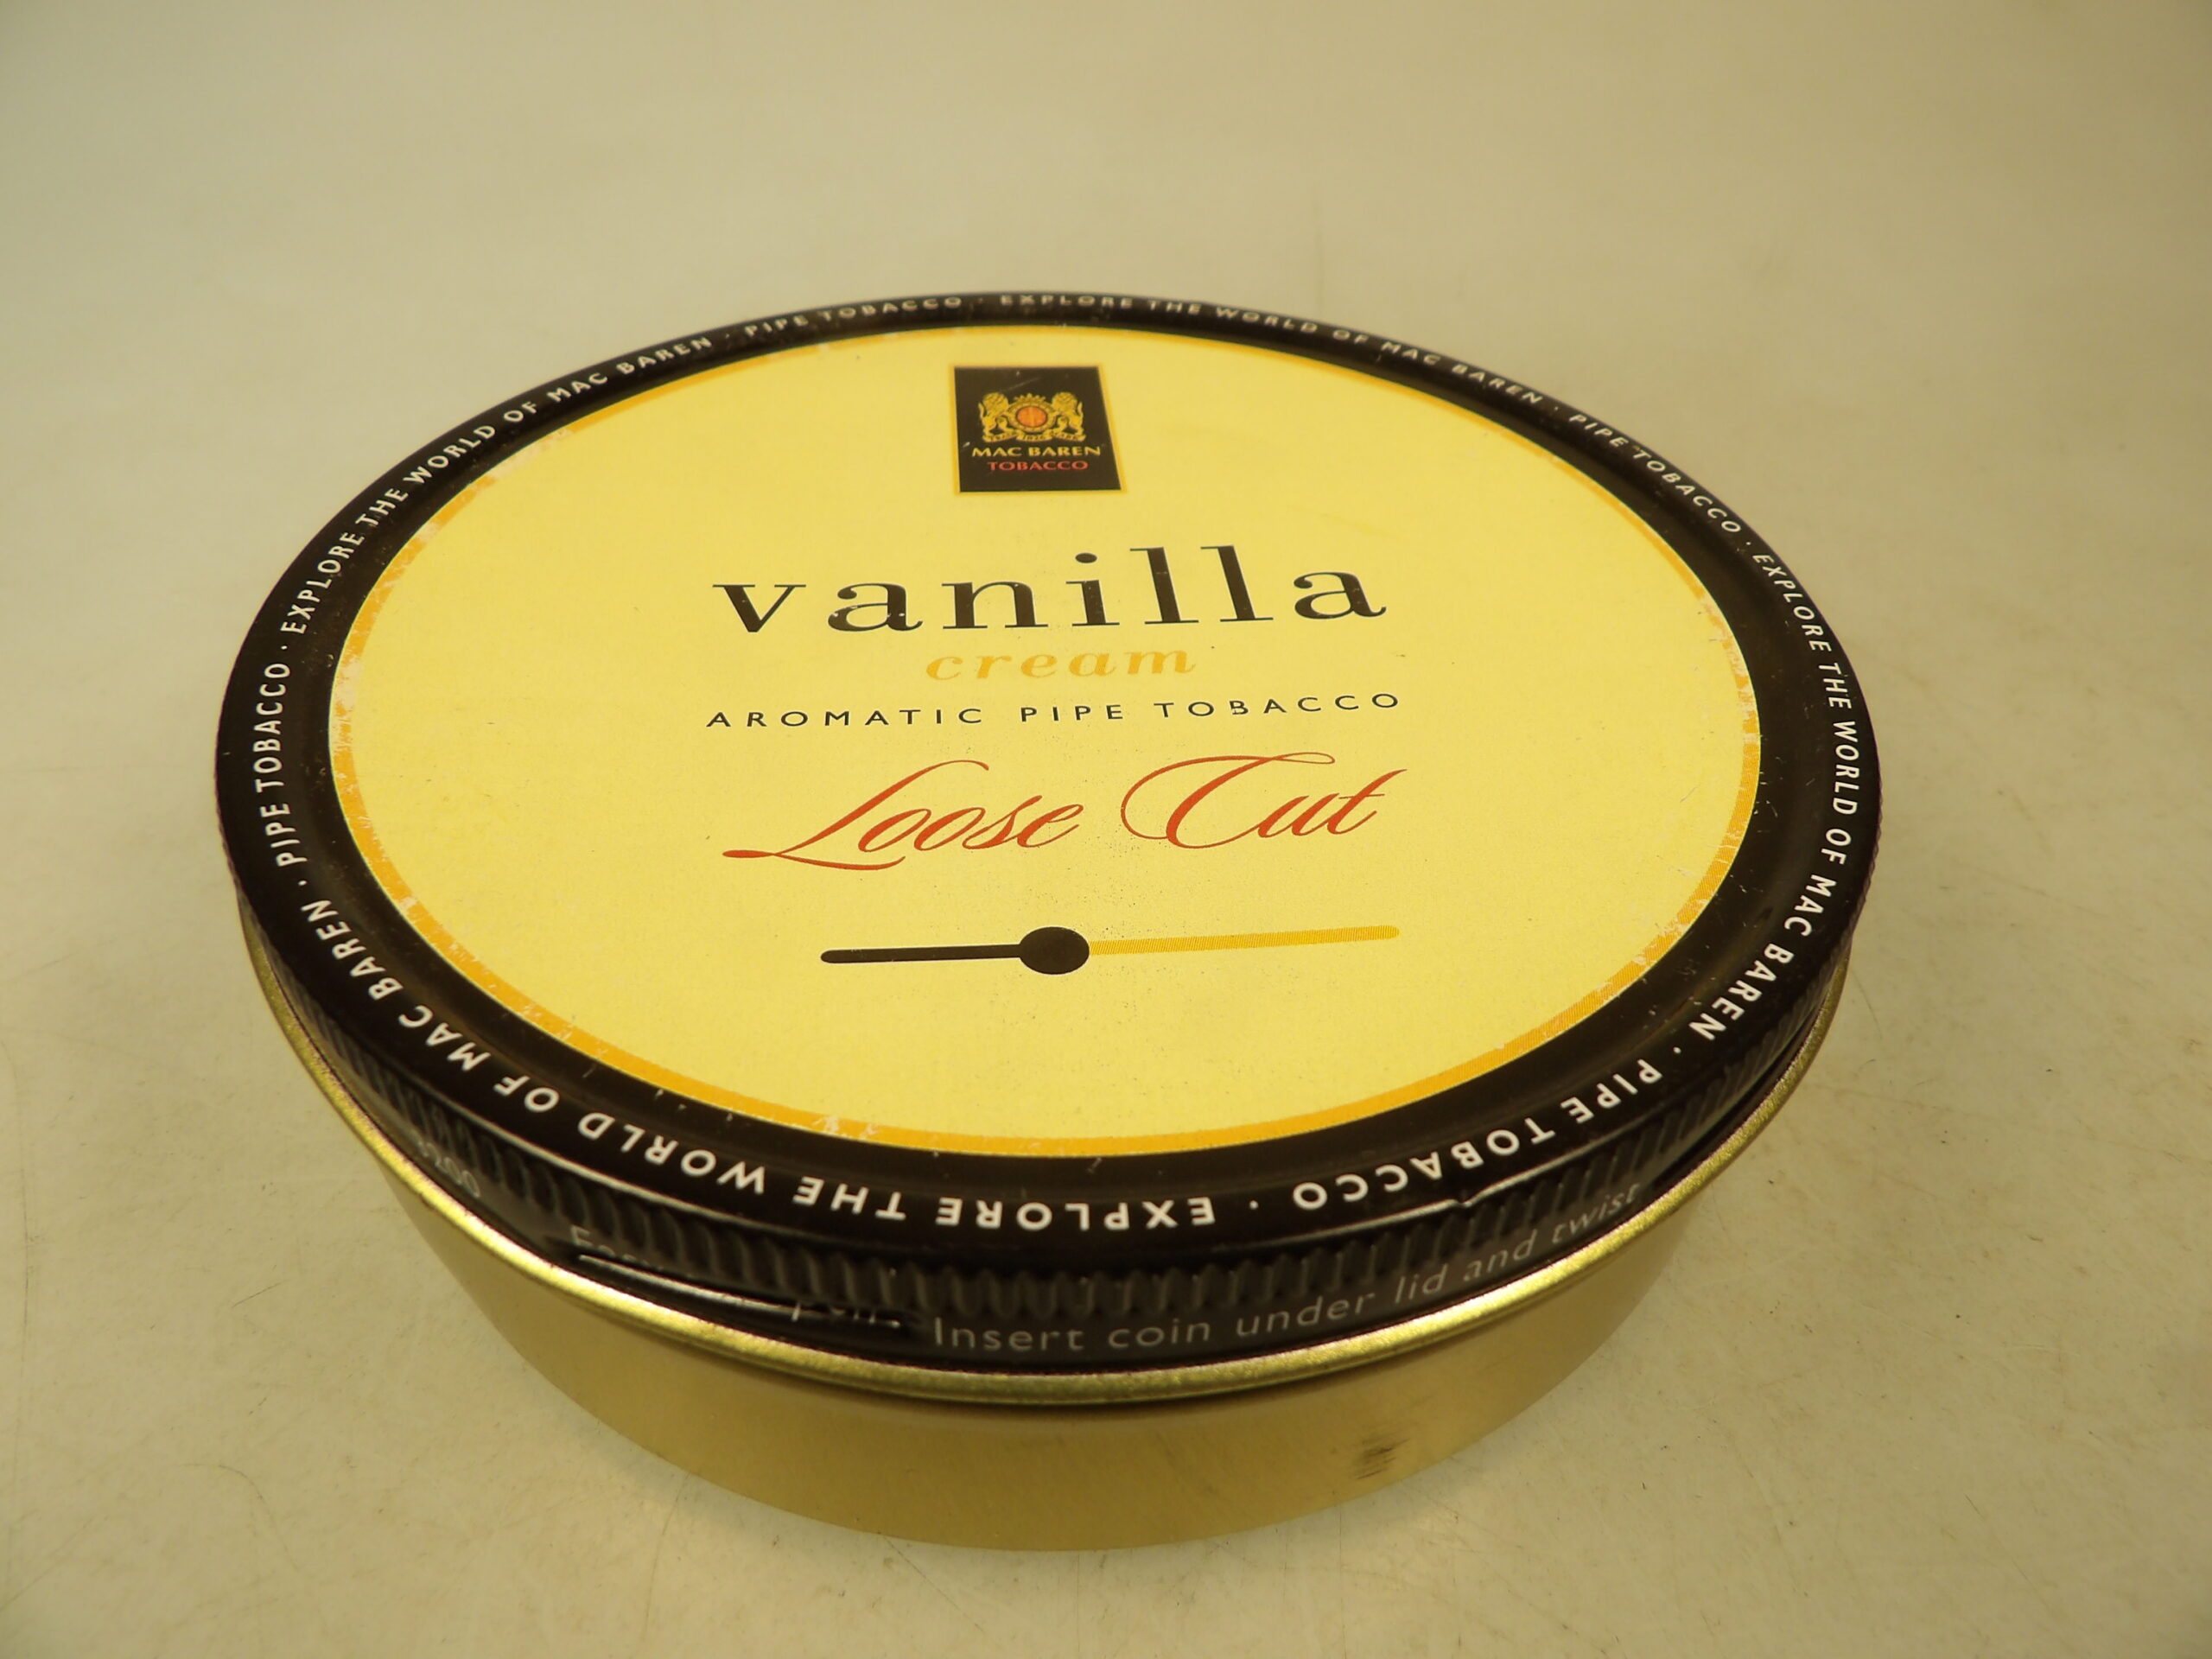 MAC BAREN
TOBACCO
vanilla
cream
AROMATIC PIPE TOBACCO
Loose Cut
EXPLORE THE WORLD OF MAC BAREN · PIPE TOBACCO · EXPLORE THE WORLD OF MAC BAREN · PIPE TOBACCO · EXPLORE THE WORLD OF MAC BAREN · PIPE TOBACCO · EXPLORE THE WORLD OF MAC BAREN · PIPE TOBACCO ·
Insert coin under lid and twist